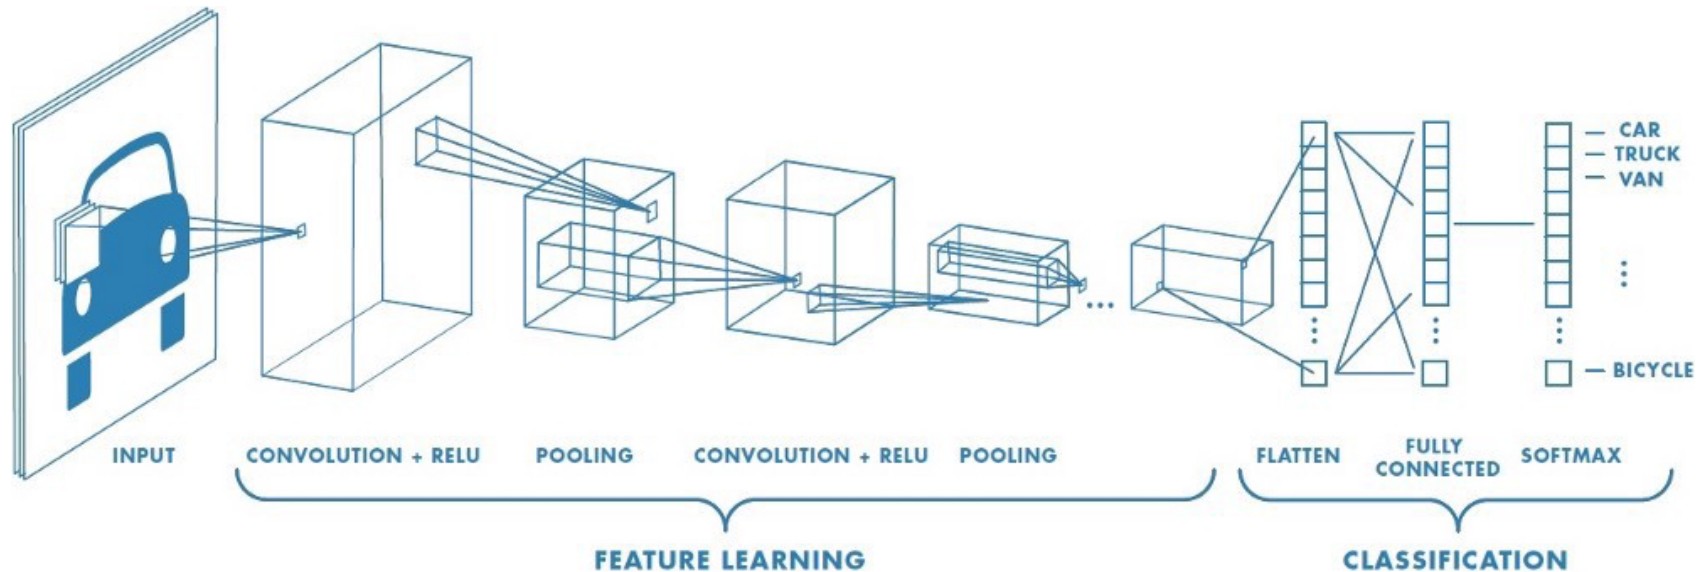 CAR
TRUCK
VAN
BICYCLE
INPUT
CONVOLUTION + RELU
POOLING
CONVOLUTION + RELU
POOLING
FLATTEN
FULLY
CONNECTED
SOFTMAX
FEATURE LEARNING
CLASSIFICATION